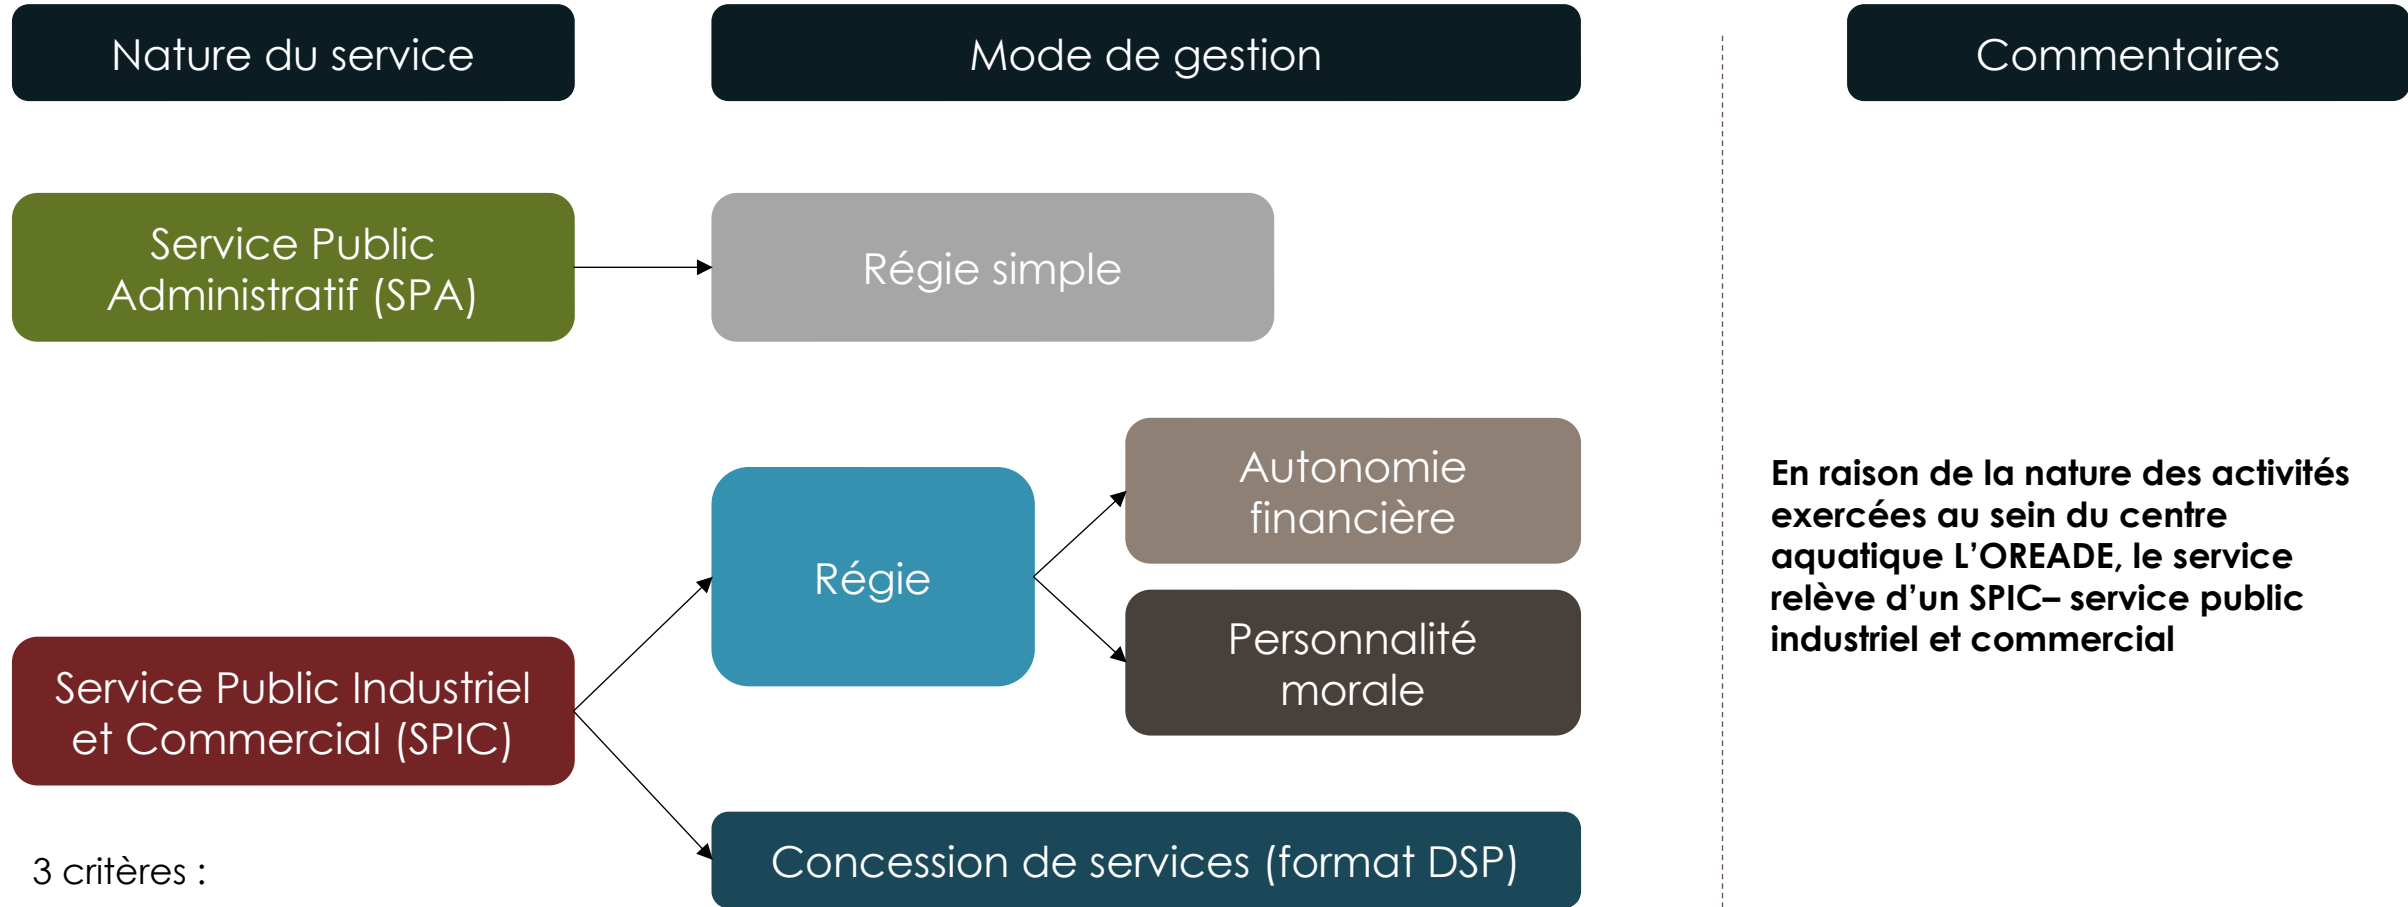 Nature du service
Mode de gestion
Commentaires
Service Public
Administratif (SPA)
Régie simple
Autonomie
financière
Régie
Personnalité
morale
Service Public Industriel
et Commercial (SPIC)
Concession de services (format DSP)
3 critères :
En raison de la nature des activités
exercées au sein du centre
aquatique L’OREADE, le service
relève d’un SPIC– service public
industriel et commercial